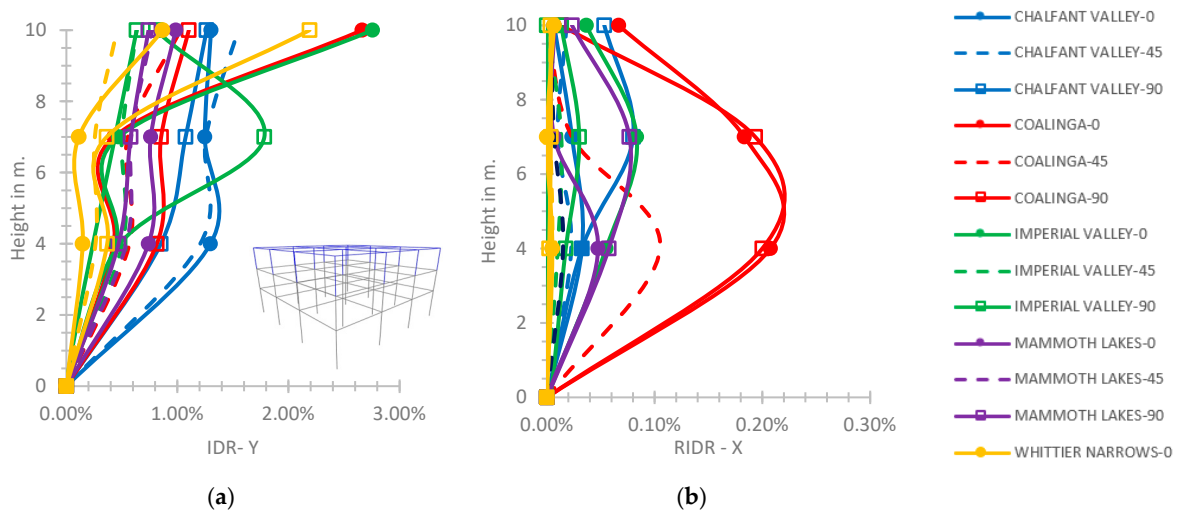 10
8
6
4
2
0
Height in m.
0.00%
1.00%
2.00%
3.00%
IDR- Y
(a)
10
8
6
4
2
0
Height in m.
0.00%
0.10%
0.20%
0.30%
RIDR - X
(b)
CHALFANT VALLEY-0
CHALFANT VALLEY-45
CHALFANT VALLEY-90
COALINGA-0
COALINGA-45
COALINGA-90
IMPERIAL VALLEY-0
IMPERIAL VALLEY-45
IMPERIAL VALLEY-90
MAMMOTH LAKES-0
MAMMOTH LAKES-45
MAMMOTH LAKES-90
WHITTIER NARROWS-0